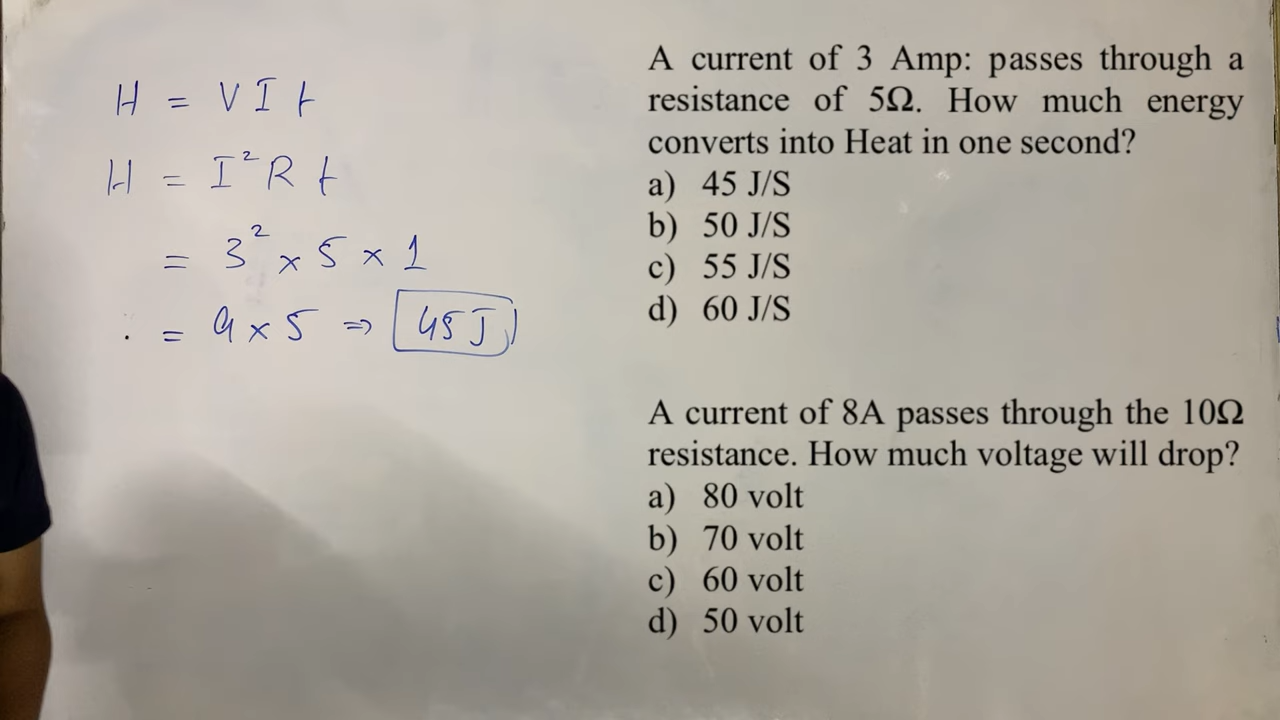 H = V I t
H = I²R t
= 3² x 5 x 1
. = 9 x 5 ⇒ 45 J
A current of 3 Amp: passes through a
resistance of 5Ω. How much energy
converts into Heat in one second?
a) 45 J/S
b) 50 J/S
c) 55 J/S
d) 60 J/S
A current of 8A passes through the 10Ω
resistance. How much voltage will drop?
a) 80 volt
b) 70 volt
c) 60 volt
d) 50 volt